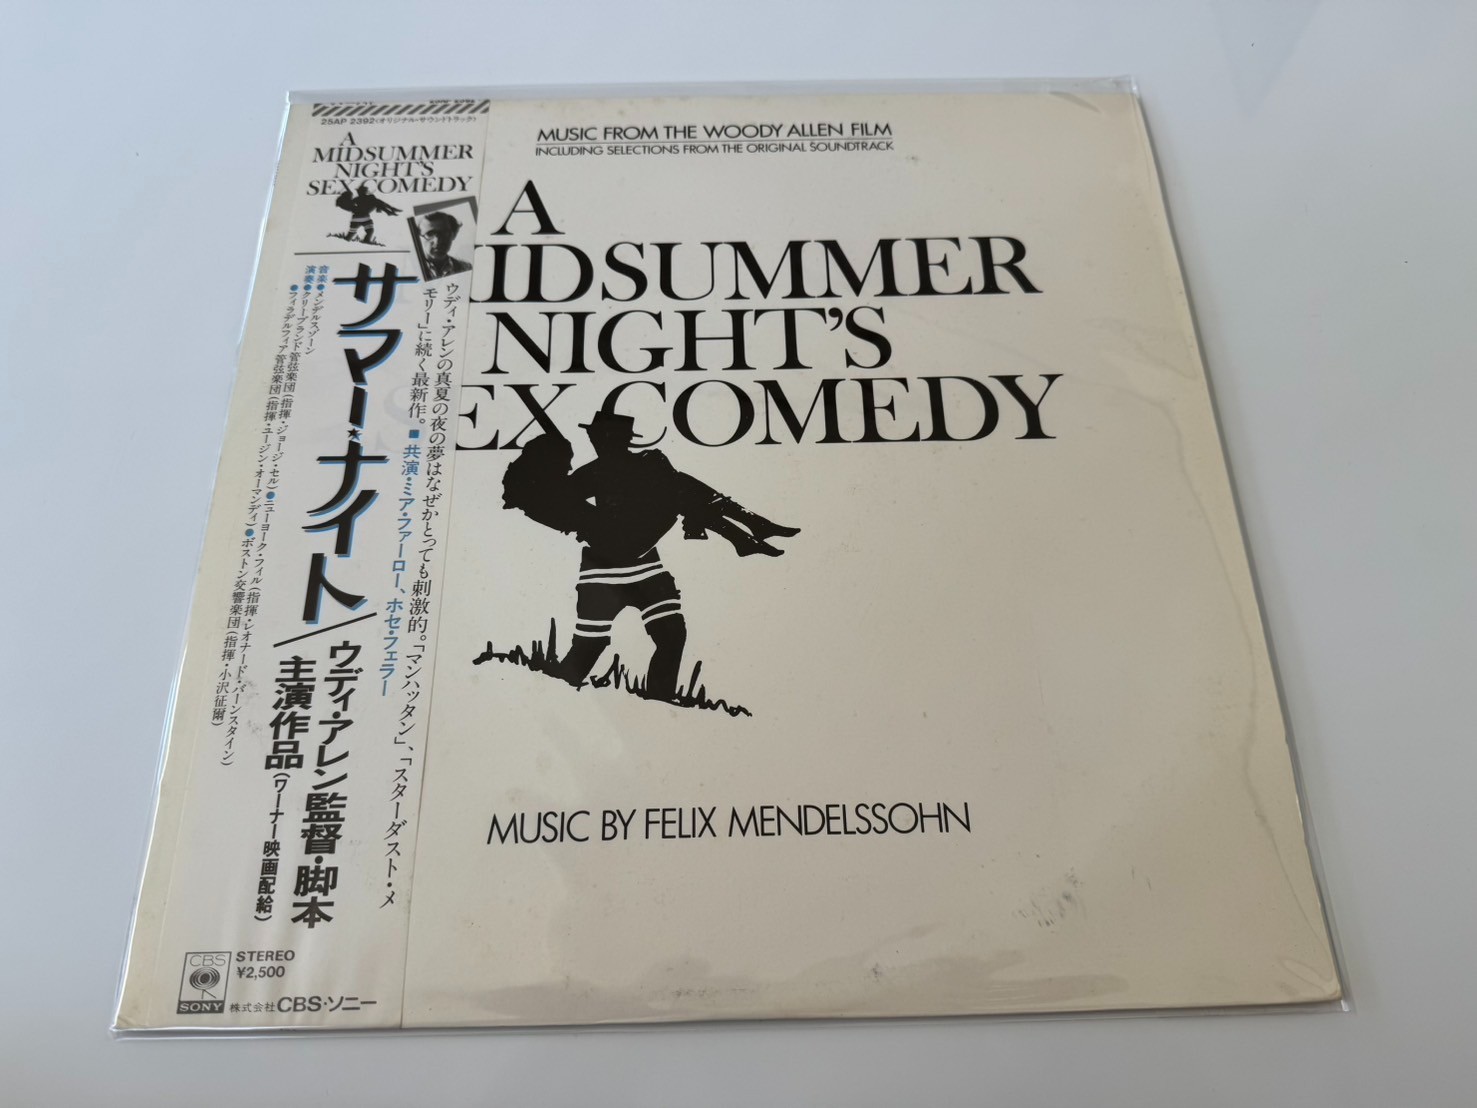 25AP 2392〈オリジナル・サウンドトラック〉
A
MIDSUMMER
NIGHT'S
SEX COMEDY
ウディ・アレンの真夏の夜の夢はなぜかとっても刺激的。「マンハッタン」、「スターダスト・メ
モリー」に続く最新作。■共演・ミア・ファーロー、ホセ・フェラー
サマー★ナイト/ウディ・アレン監督・脚本
主演作品(ワーナー映画配給)
音楽●メンデルスゾーン
演奏●クリーブランド管弦楽団(指揮・ジョージ・セル)●ニューヨーク・フィル(指揮・レオナード・バーンスタイン)
●フィラデルフィア管弦楽団(指揮・ユージン・オーマンディ)●ボストン交響楽団(指揮・小沢征爾)
CBS
SONY
STEREO
¥2,500
株式会社CBS・ソニー
MUSIC FROM THE WOODY ALLEN FILM
INCLUDING SELECTIONS FROM THE ORIGINAL SOUNDTRACK
A
MIDSUMMER
NIGHT'S
SEX COMEDY
MUSIC BY FELIX MENDELSSOHN